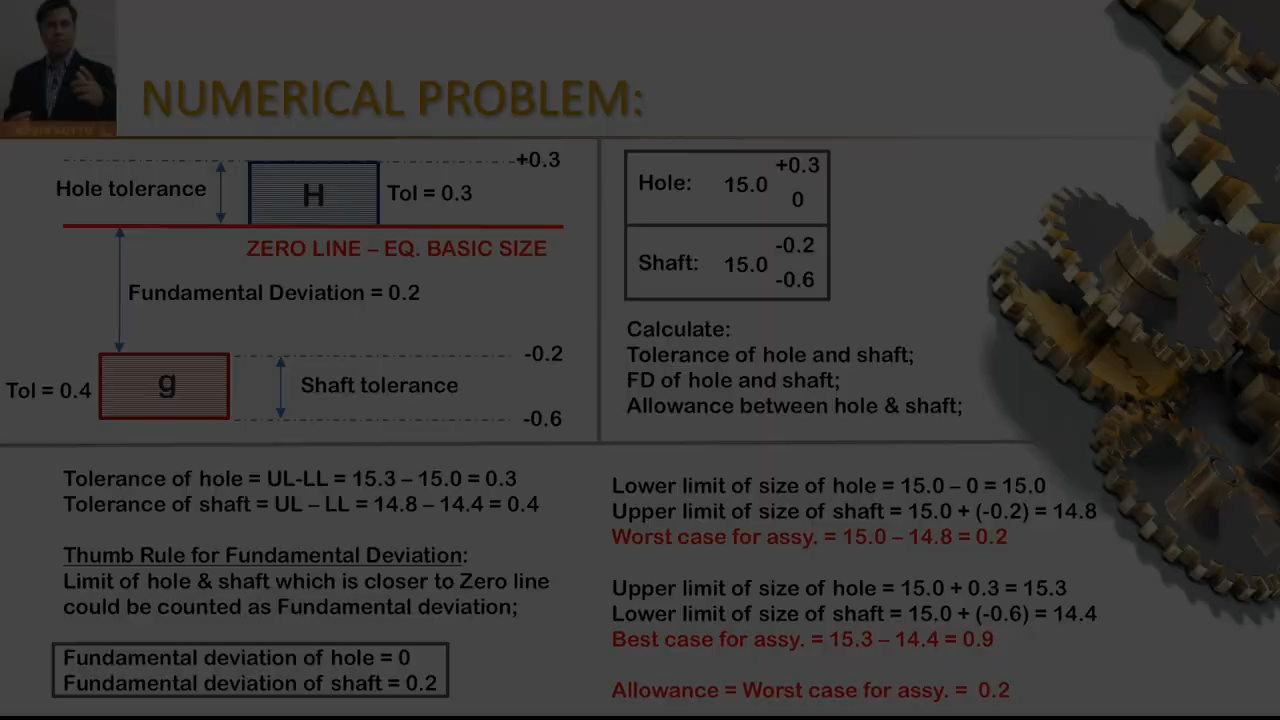 NUMERICAL PROBLEM:
+0.3
Hole tolerance
H
Tol = 0.3
ZERO LINE – EQ. BASIC SIZE
Fundamental Deviation = 0.2
-0.2
Tol = 0.4
g
Shaft tolerance
-0.6
Hole: 15.0 +0.3
0
Shaft: 15.0 -0.2
-0.6
Calculate:
Tolerance of hole and shaft;
FD of hole and shaft;
Allowance between hole & shaft;
Tolerance of hole = UL-LL = 15.3 – 15.0 = 0.3
Tolerance of shaft = UL – LL = 14.8 – 14.4 = 0.4
Thumb Rule for Fundamental Deviation:
Limit of hole & shaft which is closer to Zero line
could be counted as Fundamental deviation;
Fundamental deviation of hole = 0
Fundamental deviation of shaft = 0.2
Lower limit of size of hole = 15.0 – 0 = 15.0
Upper limit of size of shaft = 15.0 + (-0.2) = 14.8
Worst case for assy. = 15.0 – 14.8 = 0.2
Upper limit of size of hole = 15.0 + 0.3 = 15.3
Lower limit of size of shaft = 15.0 + (-0.6) = 14.4
Best case for assy. = 15.3 – 14.4 = 0.9
Allowance = Worst case for assy. = 0.2